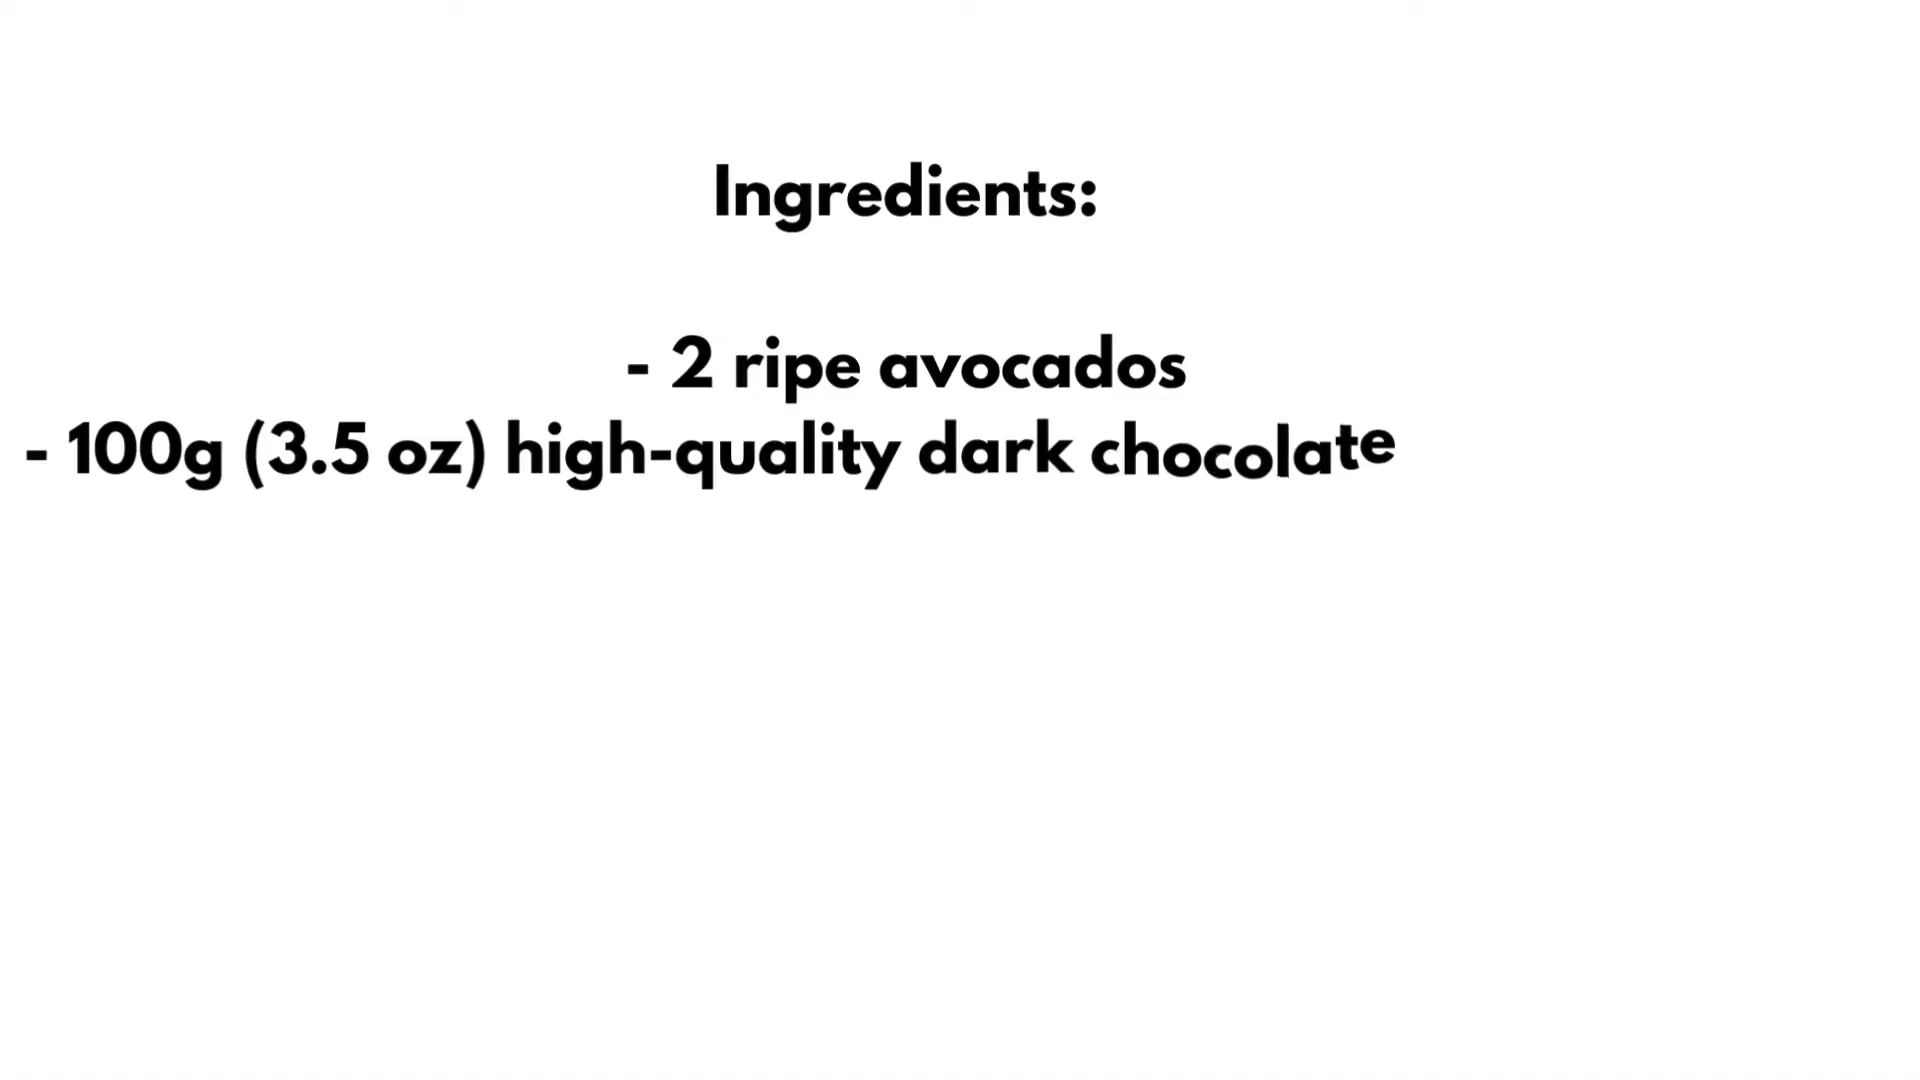 Ingredients:
- 2 ripe avocados
- 100g (3.5 oz) high-quality dark chocolate